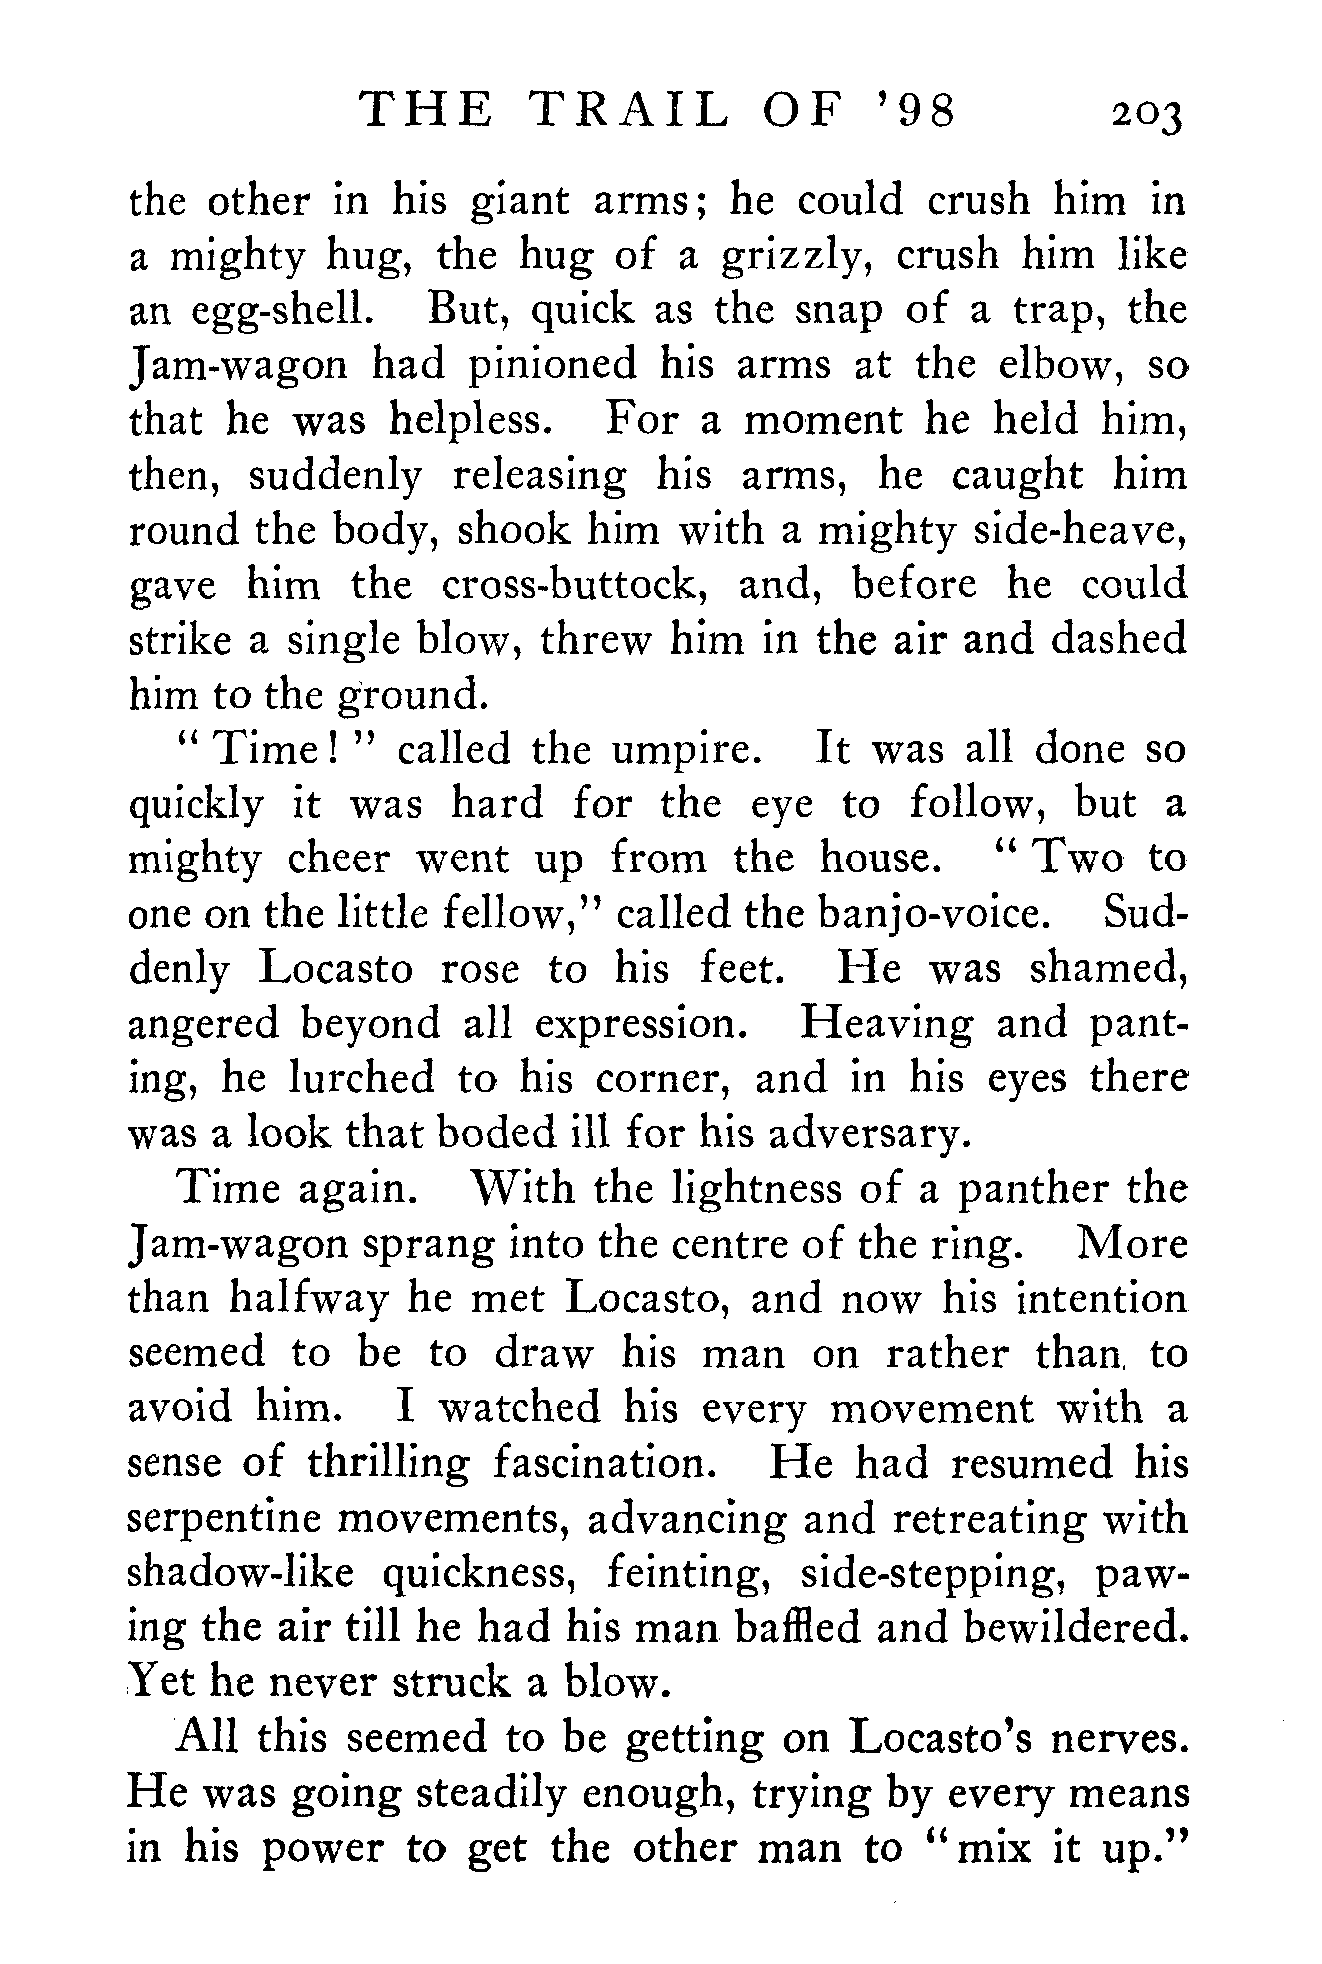 THE TRAIL OF '98 203
the other in his giant arms; he could crush him in
a mighty hug, the hug of a grizzly, crush him like
an egg-shell. But, quick as the snap of a trap, the
Jam-wagon had pinioned his arms at the elbow, so
that he was helpless. For a moment he held him,
then, suddenly releasing his arms, he caught him
round the body, shook him with a mighty side-heave,
gave him the cross-buttock, and, before he could
strike a single blow, threw him in the air and dashed
him to the ground.
" Time! " called the umpire. It was all done so
quickly it was hard for the eye to follow, but a
mighty cheer went up from the house. " Two to
one on the little fellow," called the banjo-voice. Sud-
denly Locasto rose to his feet. He was shamed,
angered beyond all expression. Heaving and pant-
ing, he lurched to his corner, and in his eyes there
was a look that boded ill for his adversary.
Time again. With the lightness of a panther the
Jam-wagon sprang into the centre of the ring. More
than halfway he met Locasto, and now his intention
seemed to be to draw his man on rather than to
avoid him. I watched his every movement with a
sense of thrilling fascination. He had resumed his
serpentine movements, advancing and retreating with
shadow-like quickness, feinting, side-stepping, paw-
ing the air till he had his man baffled and bewildered.
Yet he never struck a blow.
All this seemed to be getting on Locasto's nerves.
He was going steadily enough, trying by every means
in his power to get the other man to " mix it up."